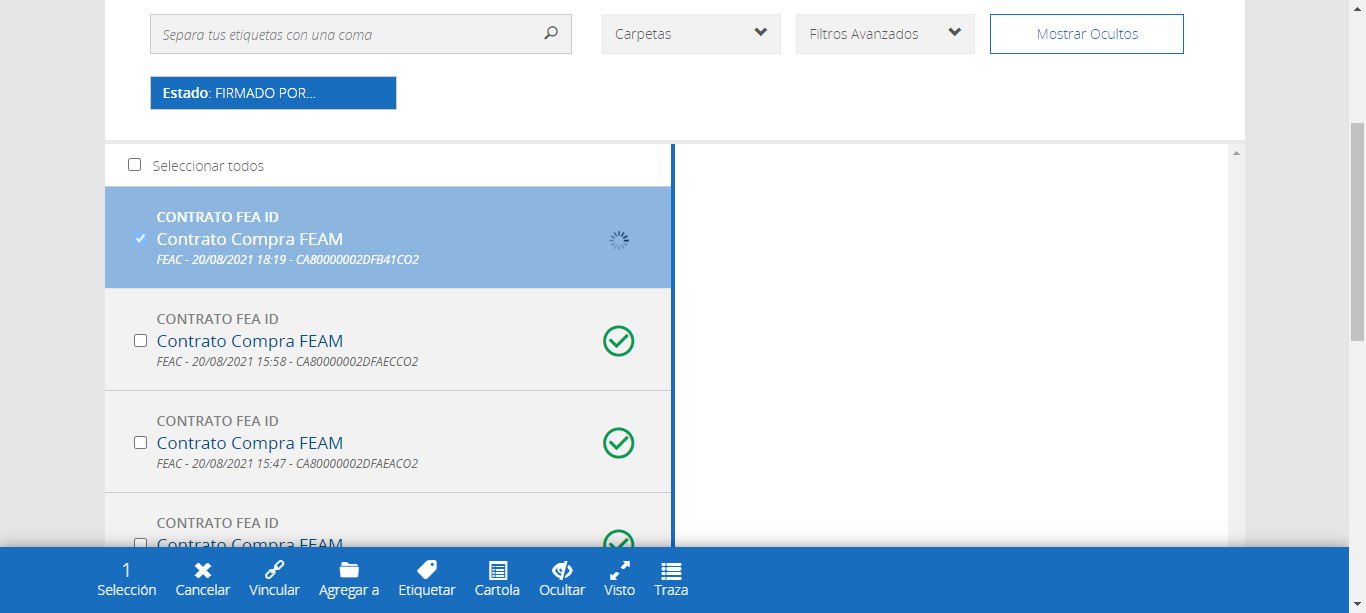 Separa tus etiquetas con una coma
Carpetas
Filtros Avanzados
Mostrar Ocultos
Estado: FIRMADO POR...
Seleccionar todos
CONTRATO FEA ID
Contrato Compra FEAM
FEAC - 20/08/2021 18:19 - CA80000002DFB41CO2
CONTRATO FEA ID
Contrato Compra FEAM
FEAC - 20/08/2021 15:58 - CA80000002DFAECCO2
CONTRATO FEA ID
Contrato Compra FEAM
FEAC - 20/08/2021 15:47 - CA80000002DFAEACO2
CONTRATO FEA ID
Contrato Compra FEAM
1
Selección
Cancelar
Vincular
Agregar a
Etiquetar
Cartola
Ocultar
Visto
Traza